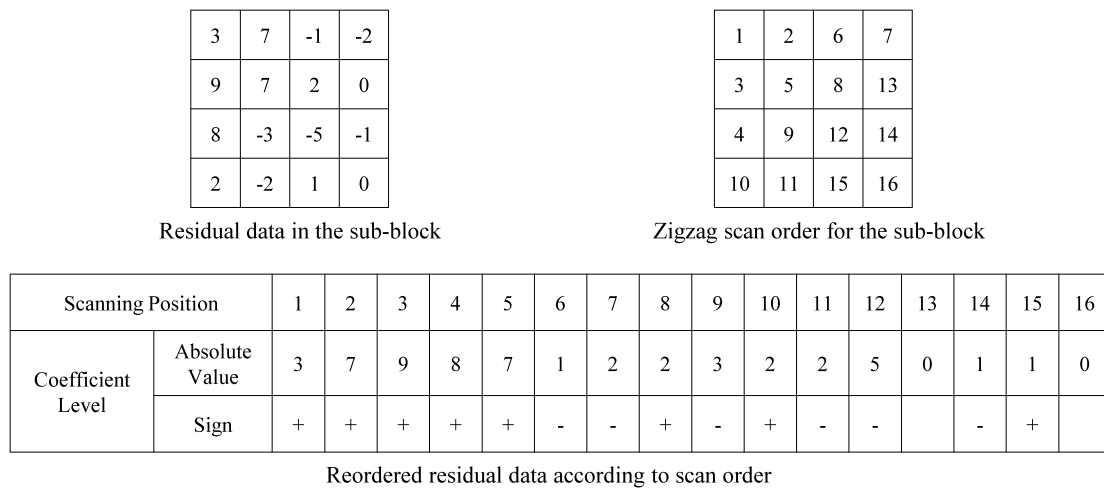 3 7 -1 -2
9 7 2 0
8 -3 -5 -1
2 -2 1 0
Residual data in the sub-block
1 2 6 7
3 5 8 13
4 9 12 14
10 11 15 16
Zigzag scan order for the sub-block
Scanning Position 1 2 3 4 5 6 7 8 9 10 11 12 13 14 15 16
Coefficient
Level
Absolute
Value
3 7 9 8 7 1 2 2 3 2 2 5 0 1 1 0
Sign + + + + + - - + - + - - - +
Reordered residual data according to scan order